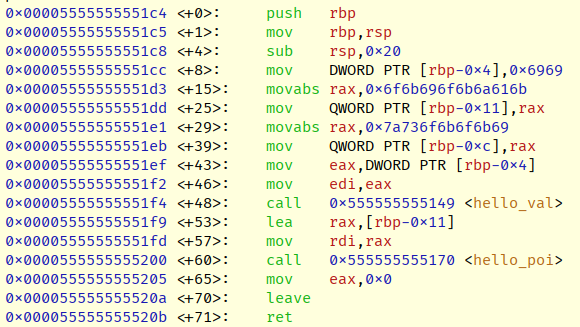 0x00005555555551c4 <+0>: push rbp
0x00005555555551c5 <+1>: mov rbp,rsp
0x00005555555551c8 <+4>: sub rsp,0x20
0x00005555555551cc <+8>: mov DWORD PTR [rbp-0x4],0x6969
0x00005555555551d3 <+15>: movabs rax,0x6f6b696f6b6a616b
0x00005555555551dd <+25>: mov QWORD PTR [rbp-0x11],rax
0x00005555555551e1 <+29>: movabs rax,0x7a736f6b6f6b69
0x00005555555551eb <+39>: mov QWORD PTR [rbp-0xc],rax
0x00005555555551ef <+43>: mov eax,DWORD PTR [rbp-0x4]
0x00005555555551f2 <+46>: mov edi,eax
0x00005555555551f4 <+48>: call 0x555555555149 <hello_val>
0x00005555555551f9 <+53>: lea rax,[rbp-0x11]
0x00005555555551fd <+57>: mov rdi,rax
0x0000555555555200 <+60>: call 0x555555555170 <hello_poi>
0x0000555555555205 <+65>: mov eax,0x0
0x000055555555520a <+70>: leave
0x000055555555520b <+71>: ret